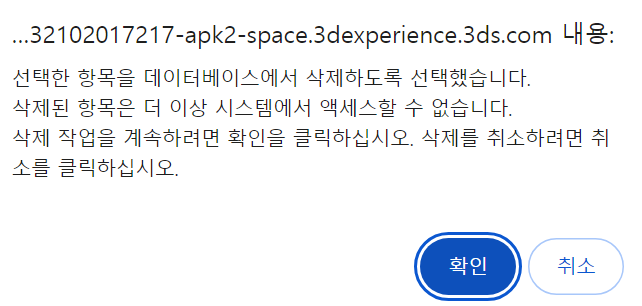 ...32102017217-apk2-space.3dexperience.3ds.com 내용:
선택한 항목을 데이터베이스에서 삭제하도록 선택했습니다.
삭제된 항목은 더 이상 시스템에서 액세스할 수 없습니다.
삭제 작업을 계속하려면 확인을 클릭하십시오. 삭제를 취소하려면 취
소를 클릭하십시오.
확인 취소